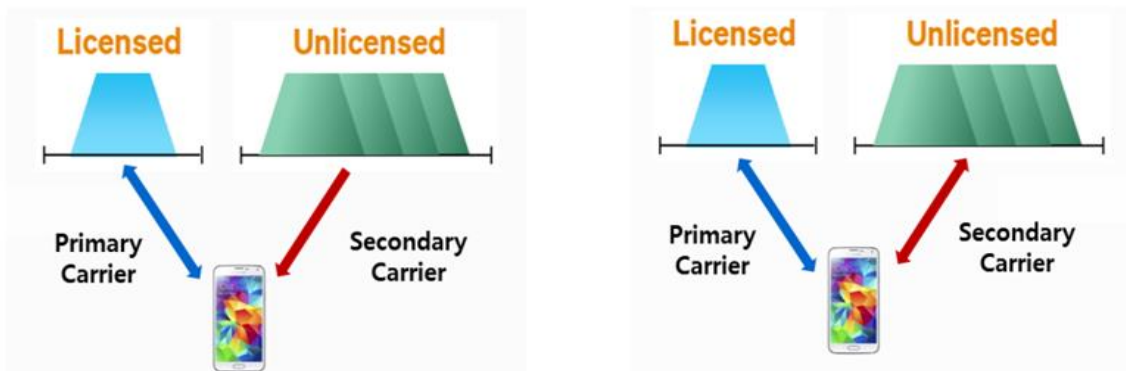 Licensed Unlicensed
Primary
Carrier
Secondary
Carrier
Licensed Unlicensed
Primary
Carrier
Secondary
Carrier